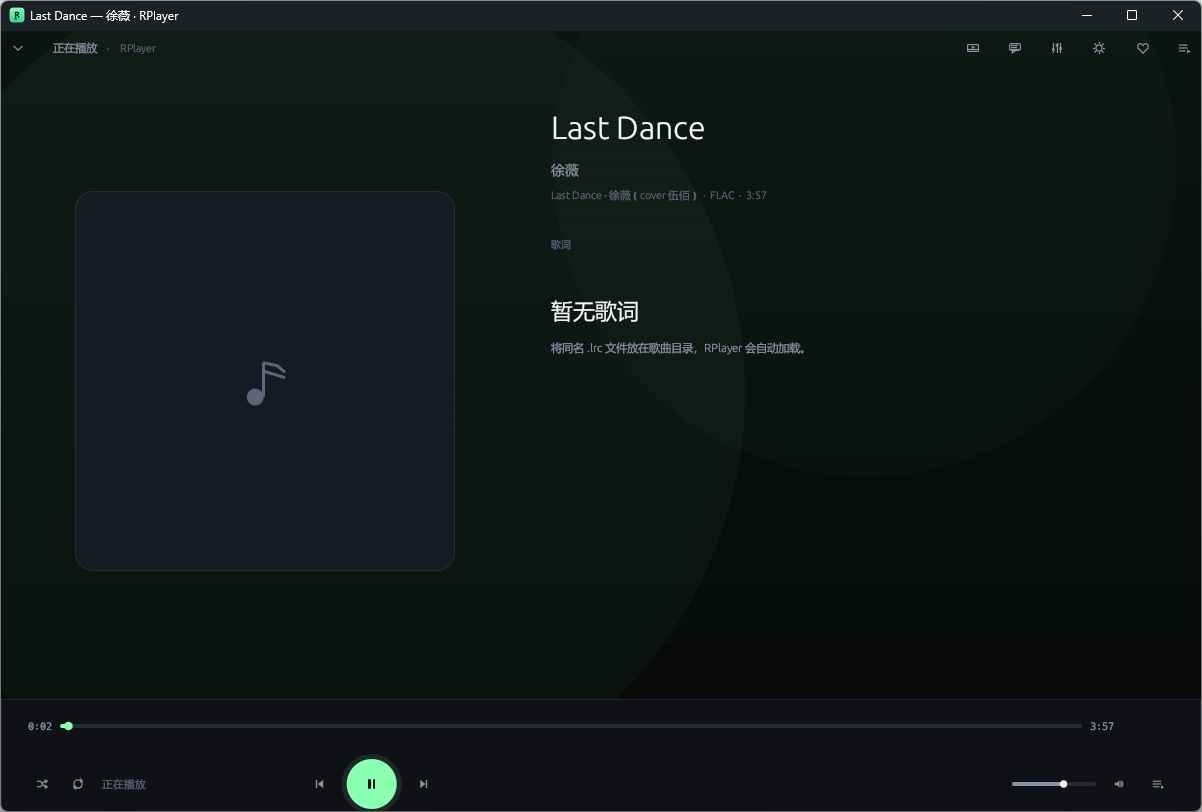 Last Dance — 徐薇 · RPlayer
正在播放 · RPlayer
Last Dance
徐薇
Last Dance - 徐薇 ( cover 伍佰 ) · FLAC · 3:57
歌词
暂无歌词
将同名 .lrc 文件放在歌曲目录，RPlayer 会自动加载。
0:02 3:57
正在播放